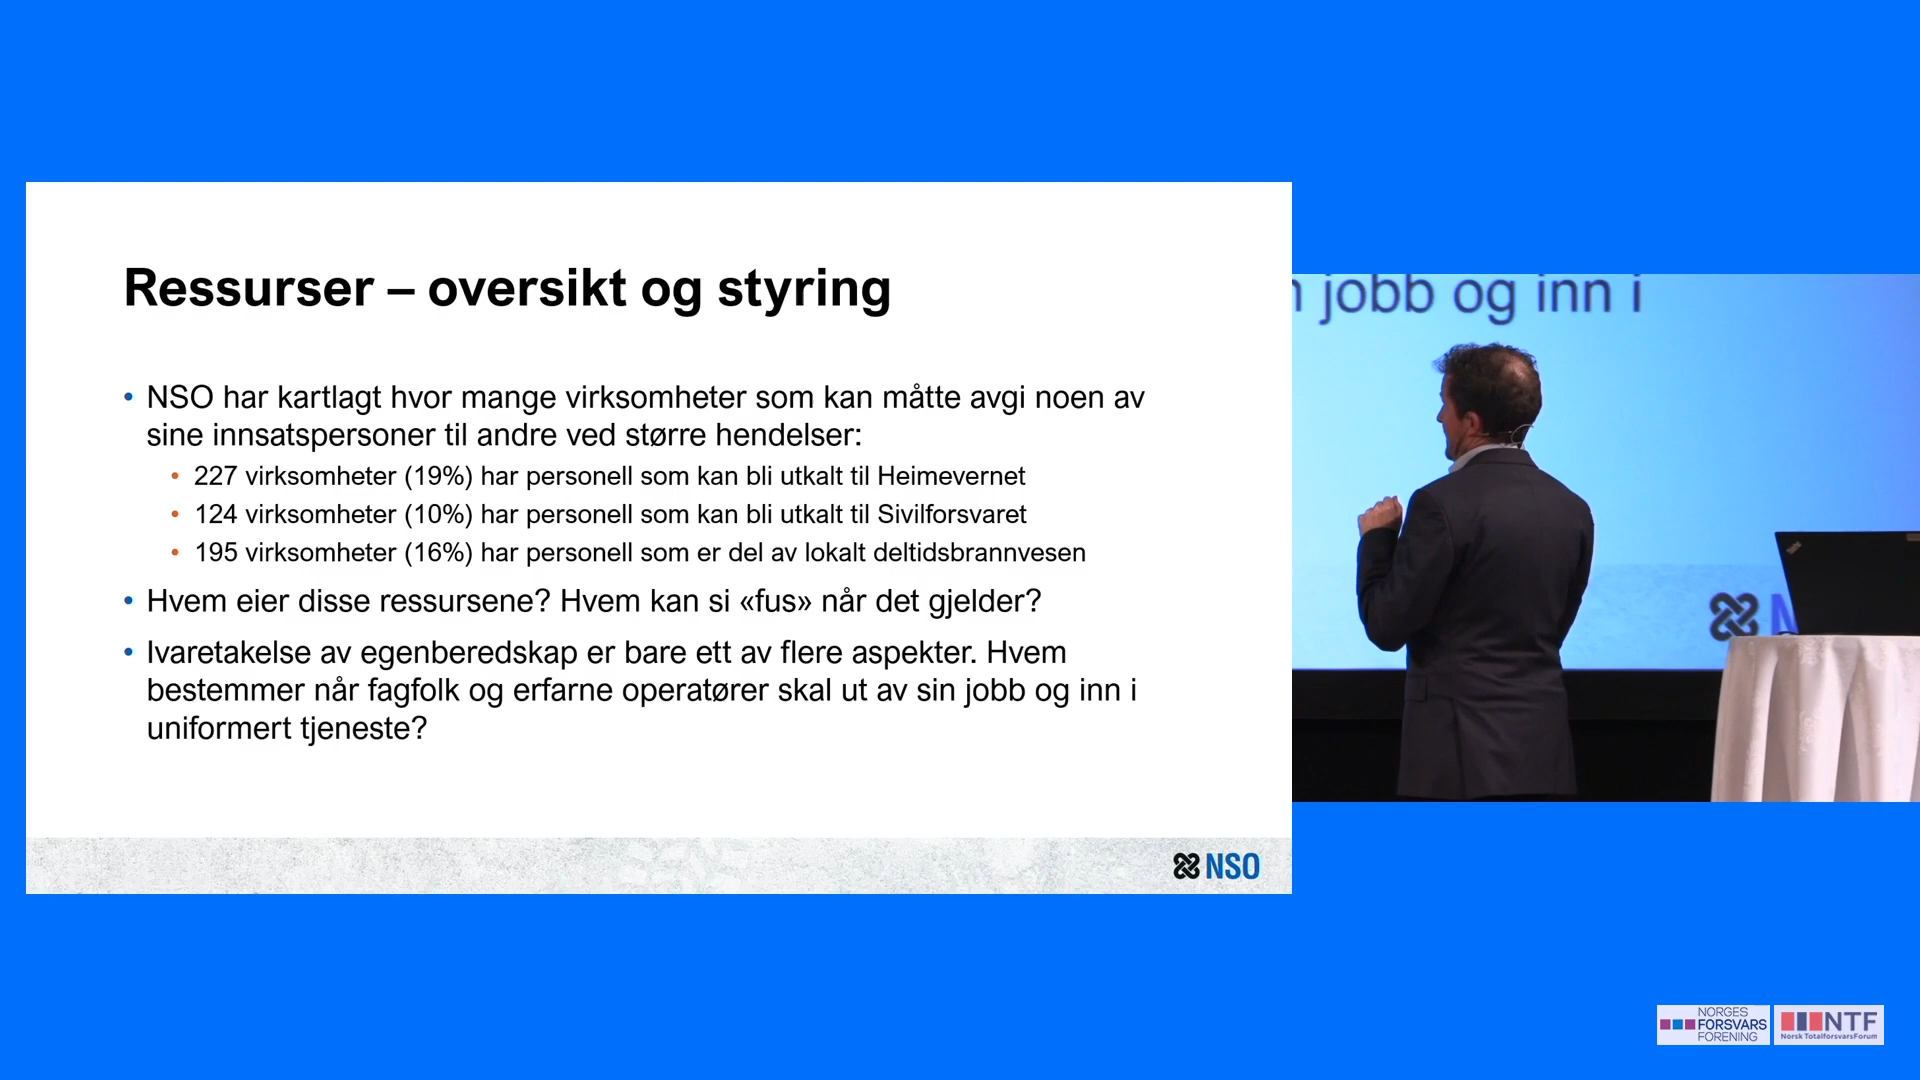 Ressurser – oversikt og styring
• NSO har kartlagt hvor mange virksomheter som kan måtte avgi noen av
sine innsatspersoner til andre ved større hendelser:
• 227 virksomheter (19%) har personell som kan bli utkalt til Heimevernet
• 124 virksomheter (10%) har personell som kan bli utkalt til Sivilforsvaret
• 195 virksomheter (16%) har personell som er del av lokalt deltidsbrannvesen
• Hvem eier disse ressursene? Hvem kan si «fus» når det gjelder?
• Ivaretakelse av egenberedskap er bare ett av flere aspekter. Hvem
bestemmer når fagfolk og erfarne operatører skal ut av sin jobb og inn i
uniformert tjeneste?
NSO
n jobb og inn i
N
NORGES
FORSVARS
FORENING
NTF
Norsk TotalforsvarsForum